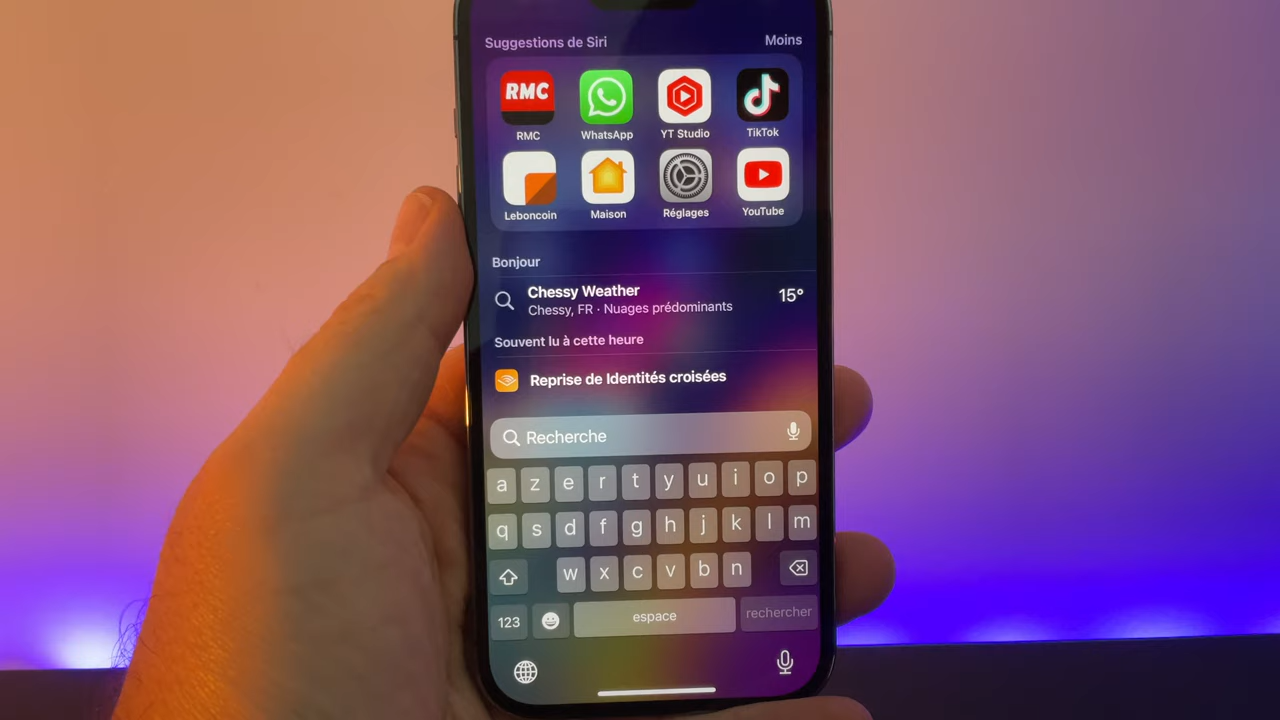 Suggestions de Siri Moins
RMC
RMC WhatsApp YT Studio TikTok
Leboncoin Maison Réglages YouTube
Bonjour
Chessy Weather 15°
Chessy, FR · Nuages prédominants
Souvent lu à cette heure
Reprise de Identités croisées
Recherche
a z e r t y u i o p
q s d f g h j k l m
w x c v b n
123 espace rechercher